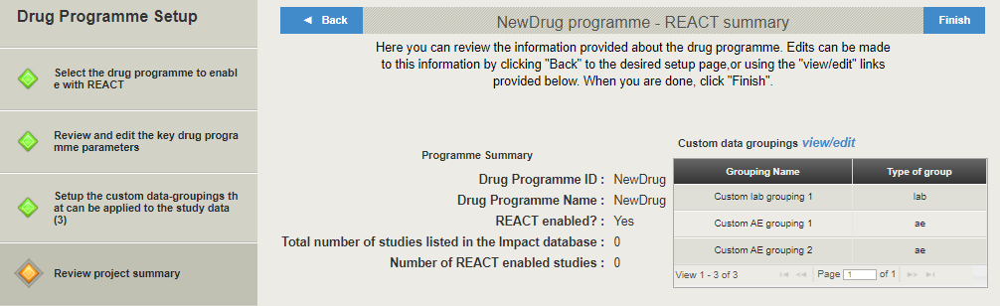 Drug Programme Setup
Select the drug programme to enabl
e with REACT
Review and edit the key drug progra
mme parameters
Setup the custom data-groupings th
at can be applied to the study data
(3)
Review project summary
◄ Back
NewDrug programme - REACT summary
Finish
Here you can review the information provided about the drug programme. Edits can be made
to this information by clicking "Back" to the desired setup page,or using the "view/edit" links
provided below. When you are done, click "Finish".
Programme Summary
Drug Programme ID : NewDrug
Drug Programme Name : NewDrug
REACT enabled? : Yes
Total number of studies listed in the Impact database : 0
Number of REACT enabled studies : 0
Custom data groupings view/edit
Grouping Name Type of group
Custom lab grouping 1 lab
Custom AE grouping 1 ae
Custom AE grouping 2 ae
View 1 - 3 of 3 Page 1 of 1